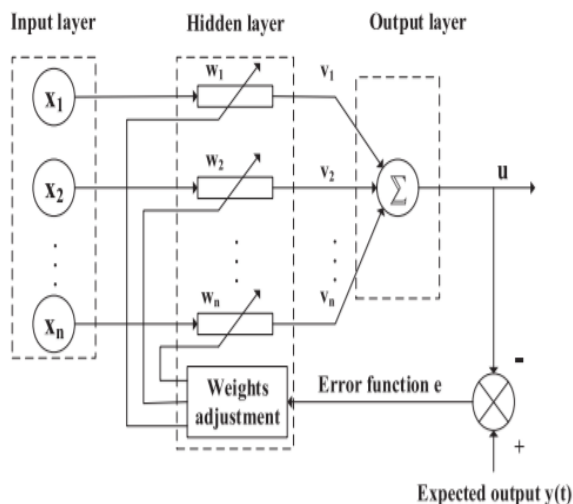 Input layer
Hidden layer
Output layer
w₁
v₁
x₁
w₂
v₂
x₂
Σ
u
.
.
.
wₙ
vₙ
xₙ
-
Weights
adjustment
Error function e
+
Expected output y(t)